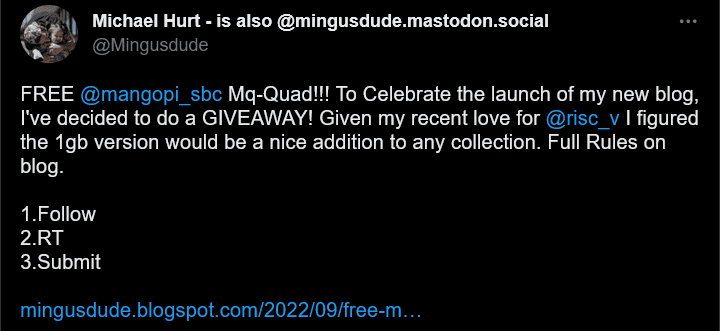 Michael Hurt - is also @mingusdude.mastodon.social
@Mingusdude
FREE @mangopi_sbc Mq-Quad!!! To Celebrate the launch of my new blog,
I've decided to do a GIVEAWAY! Given my recent love for @risc_v I figured
the 1gb version would be a nice addition to any collection. Full Rules on
blog.
1.Follow
2.RT
3.Submit
mingusdude.blogspot.com/2022/09/free-m…